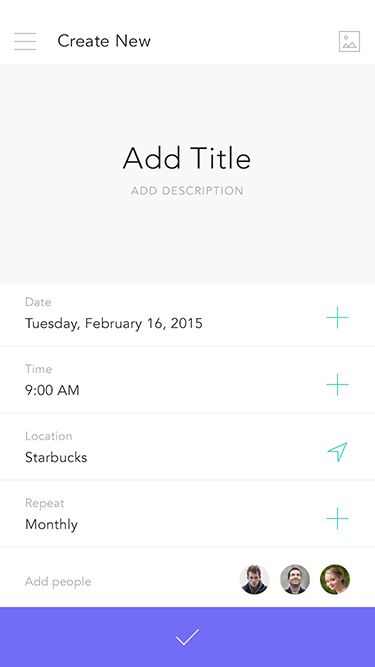 Create New
Add Title
ADD DESCRIPTION
Date
Tuesday, February 16, 2015
Time
9:00 AM
Location
Starbucks
Repeat
Monthly
Add people